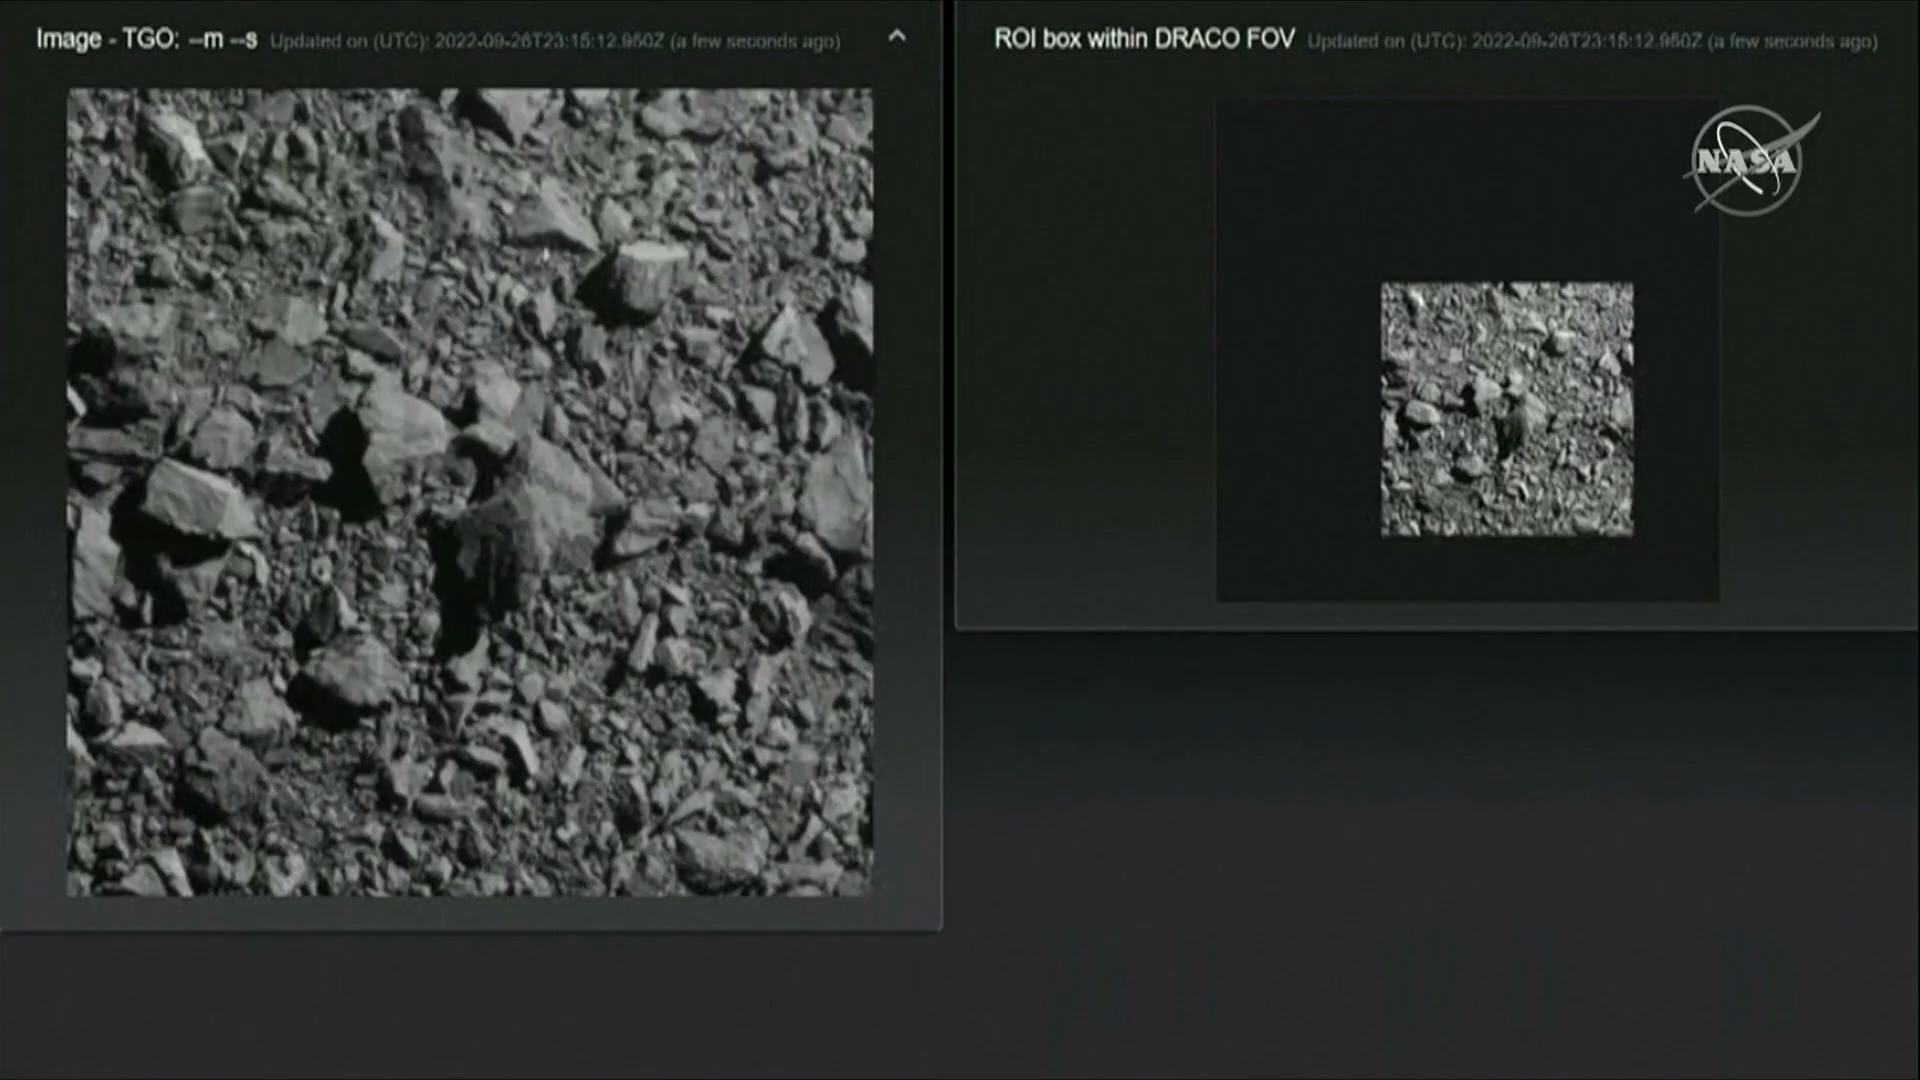 Image - TGO: --m --s Updated on (UTC): 2022-09-26T23:15:12.950Z (a few seconds ago)
ROI box within DRACO FOV Updated on (UTC): 2022-09-26T23:15:12.950Z (a few seconds ago)
NASA